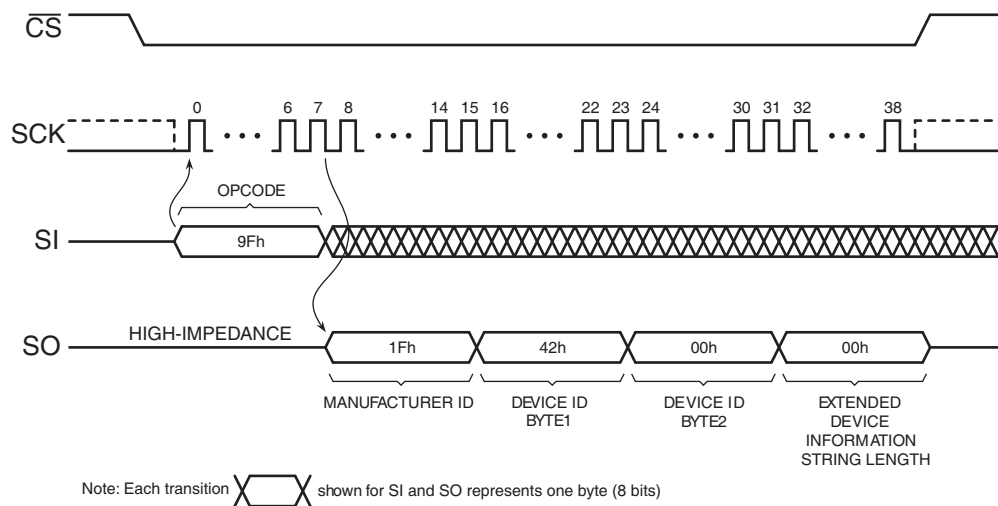 CS
0 6 7 8 14 15 16 22 23 24 30 31 32 38
SCK
OPCODE
SI
9Fh
HIGH-IMPEDANCE
SO
1Fh 42h 00h 00h
MANUFACTURER ID
DEVICE ID
BYTE1
DEVICE ID
BYTE2
EXTENDED
DEVICE
INFORMATION
STRING LENGTH
Note: Each transition shown for SI and SO represents one byte (8 bits)